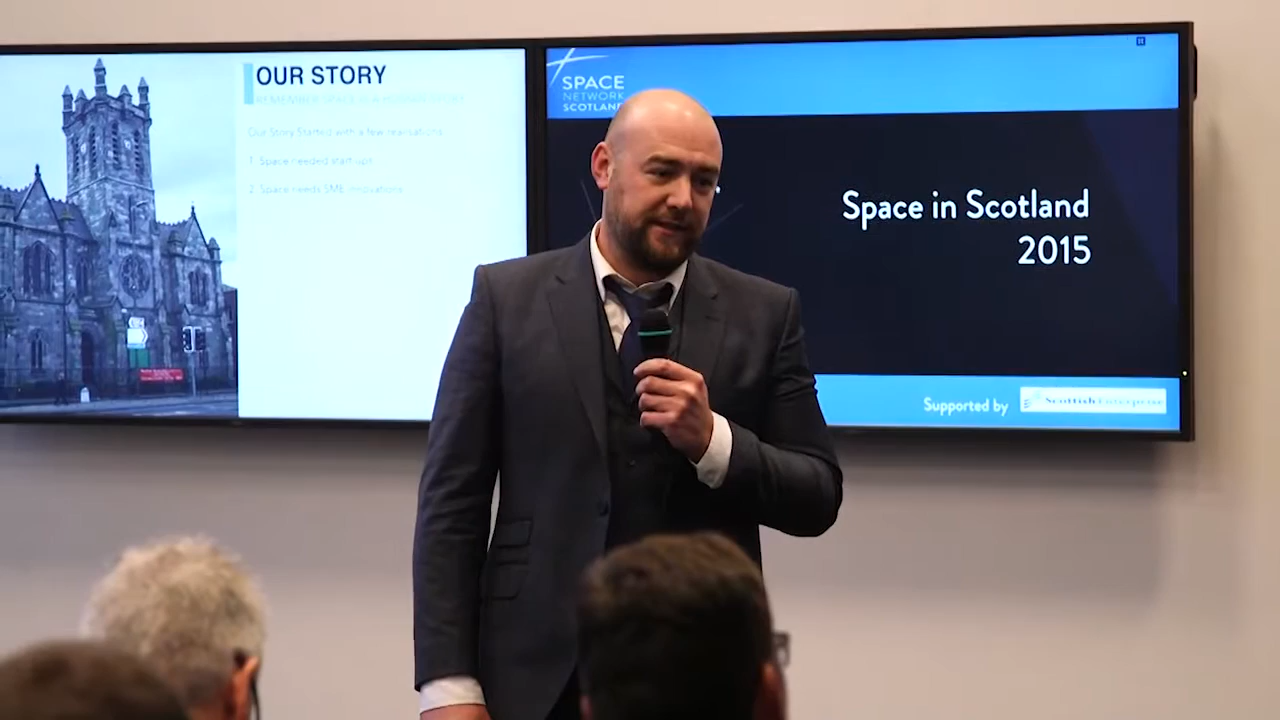 OUR STORY
Our Story Started with a few realisations
1. Space needed start ups
2. Space needs SME innovations
SPACE
NETWORK
SCOTLAND
Space in Scotland
2015
Supported by
Scottish Enterprise